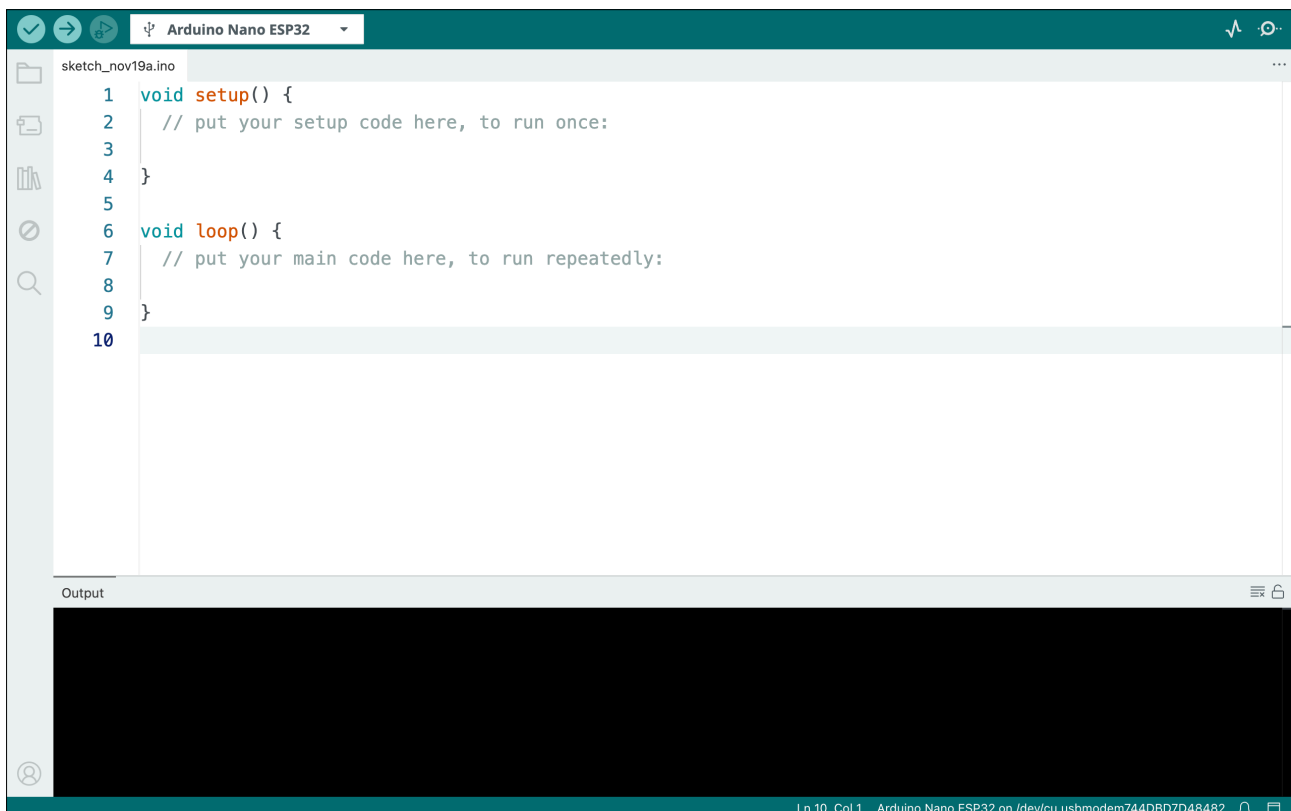 Arduino Nano ESP32
sketch_nov19a.ino
...
1 void setup() {
2   // put your setup code here, to run once:
3
4 }
5
6 void loop() {
7   // put your main code here, to run repeatedly:
8
9 }
10
Output
Ln 10, Col 1 Arduino Nano ESP32 on /dev/cu.usbmodem744DBD7D48482